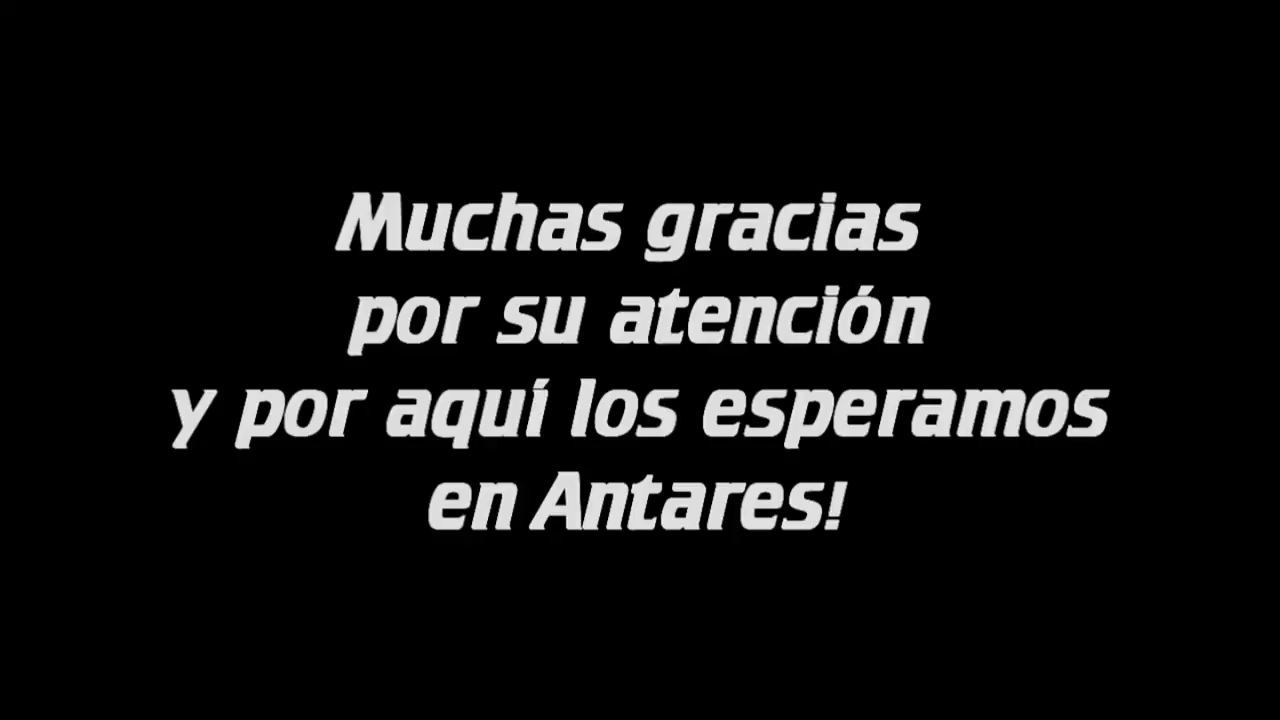 Muchas gracias
por su atención
y por aquí los esperamos
en Antares!